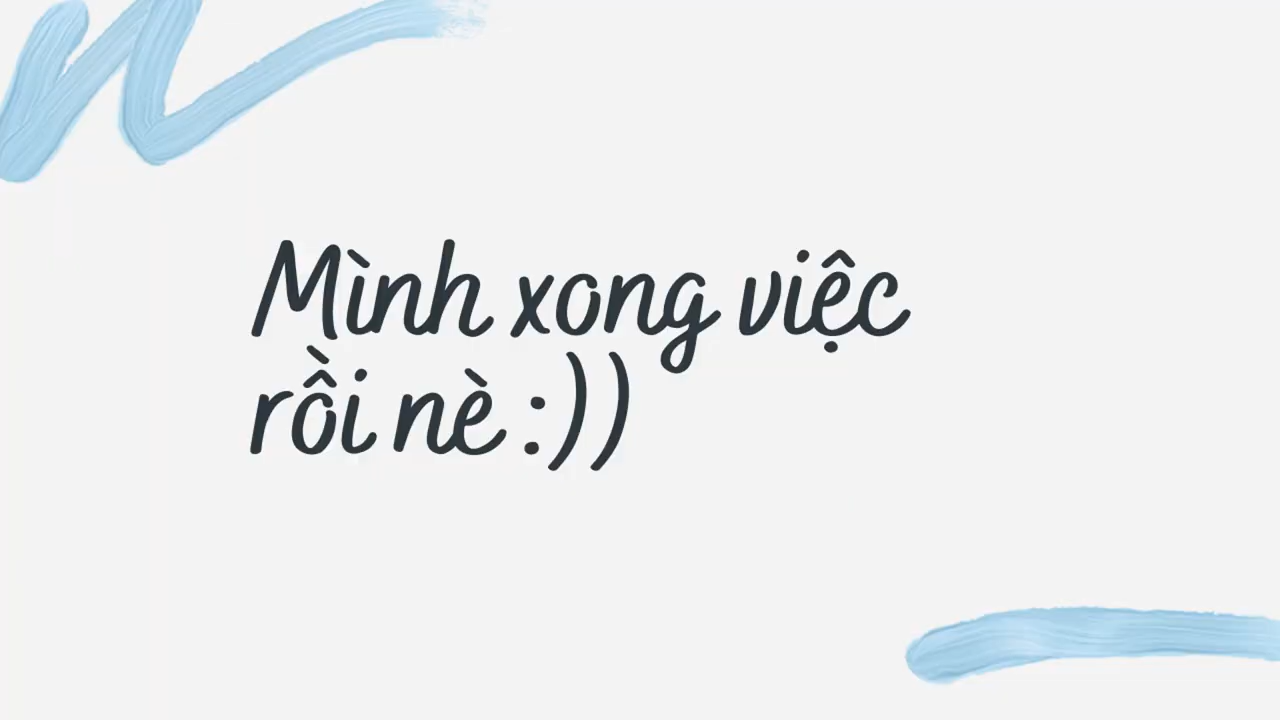 Mình xong việc
rồi nè :))